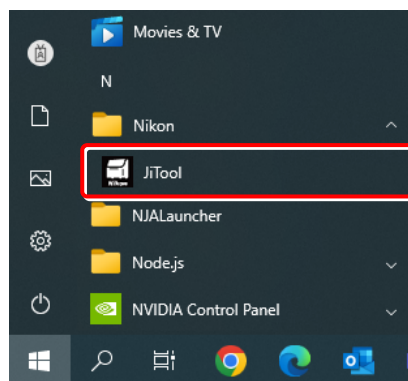 Movies & TV
N
Nikon
JiTool
NJALauncher
Node.js
NVIDIA Control Panel